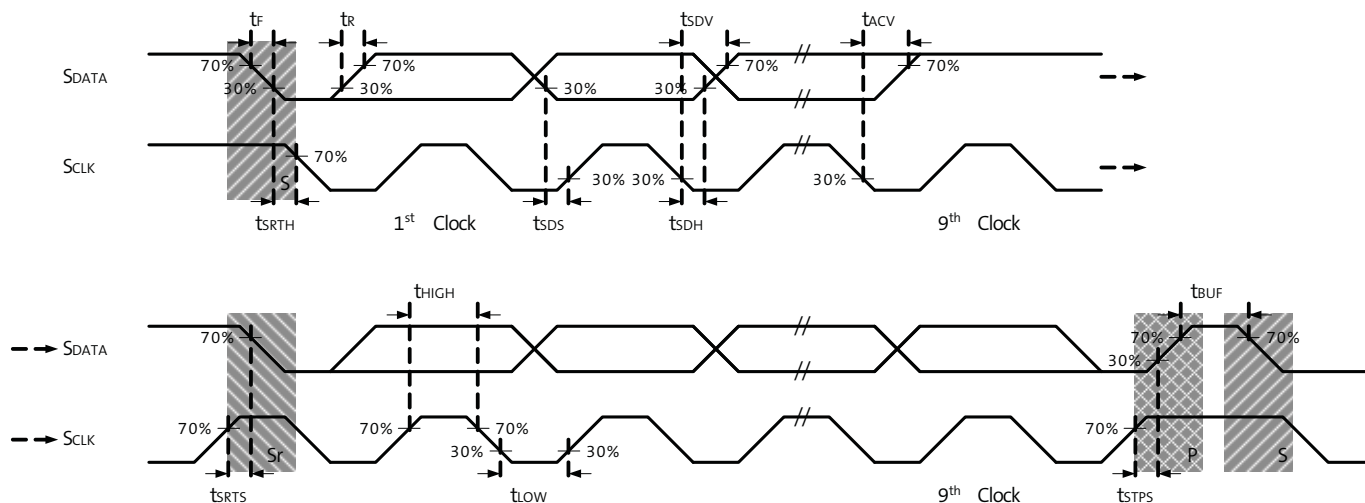 tF tR tSDV tACV
SDATA 70% 30% 70% 30% 30% 30% 70% 70%
SCLK 70% 30% 30% 30%
S
tSRTH 1st Clock tSDS tSDH 9th Clock
tHIGH tBUF
SDATA 70% 30% 70% 70%
SCLK 70% 70% 70% 30% 30% 70%
Sr P S
tSRTS tLOW 9th Clock tSTPS